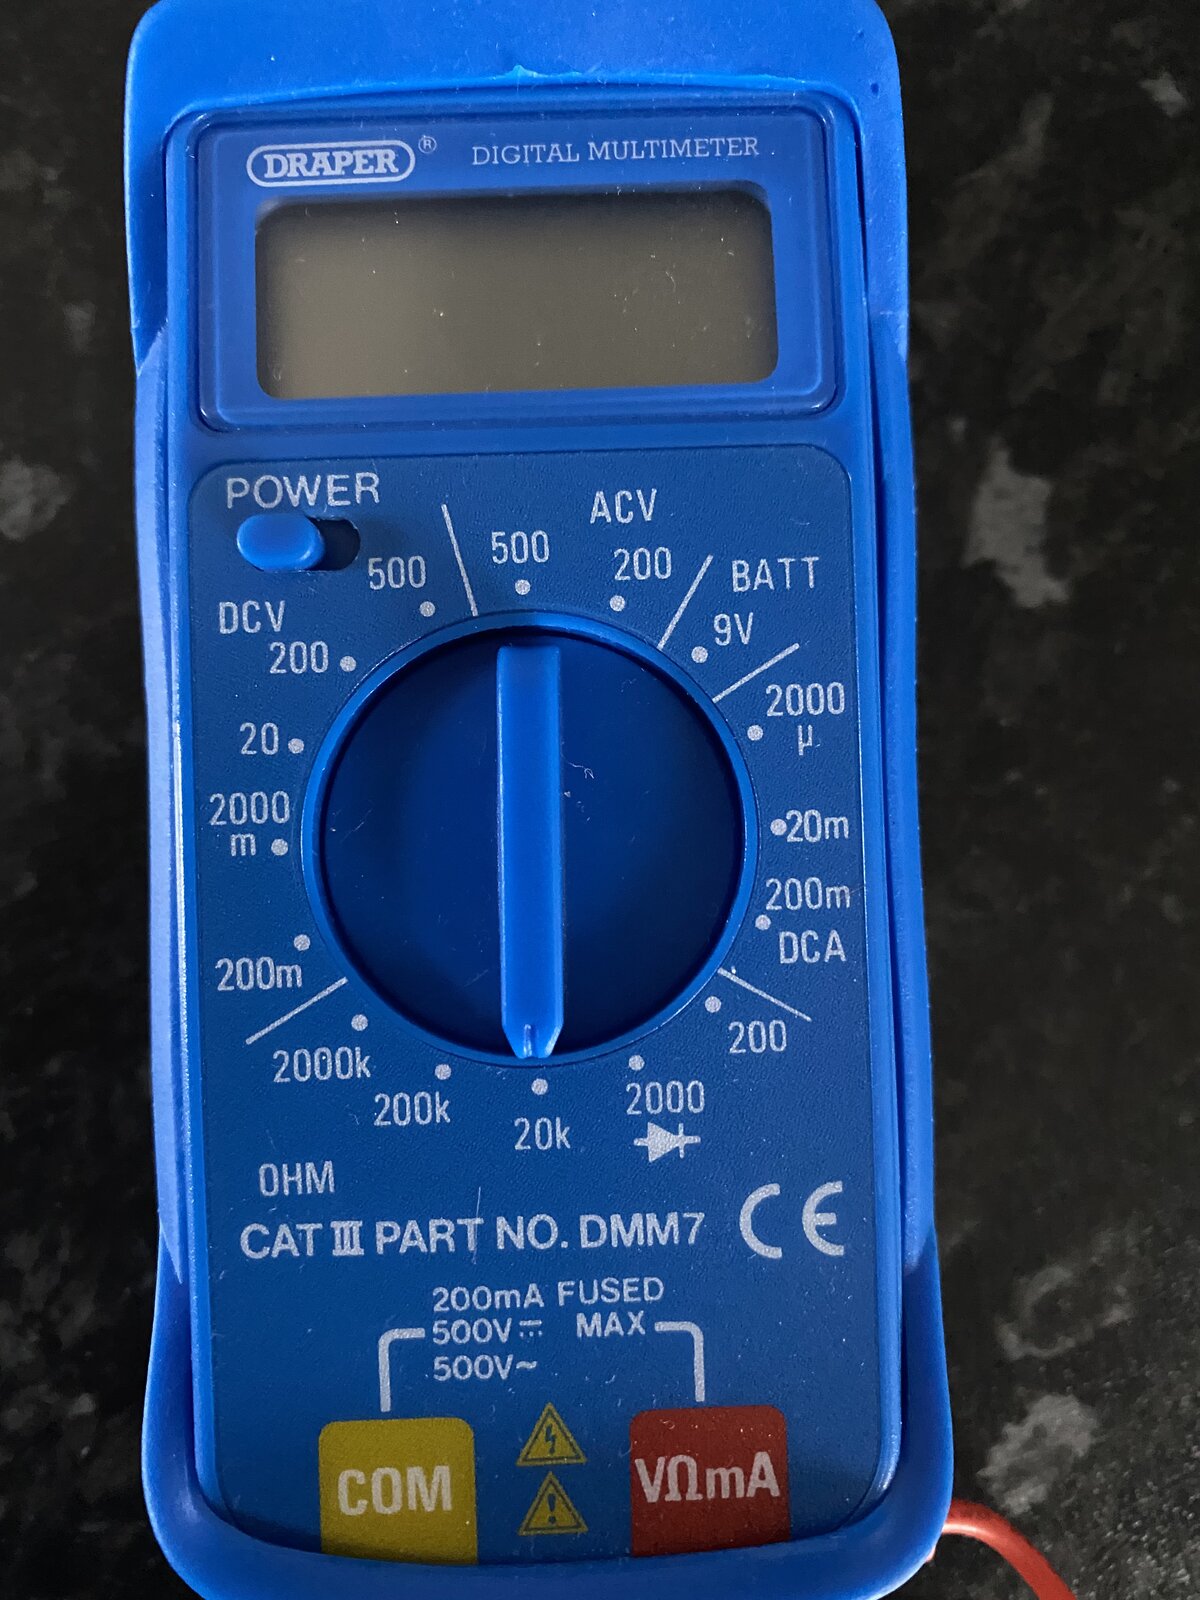 DRAPER® DIGITAL MULTIMETER
POWER
DCV
500
200
20
2000
m
200m
ACV
500
200
BATT
9V
2000
µ
20m
200m
DCA
200
2000
20k
200k
2000k
OHM
CAT III PART NO. DMM7 CE
200mA FUSED
500V⎓ MAX
500V~
COM
VΩmA